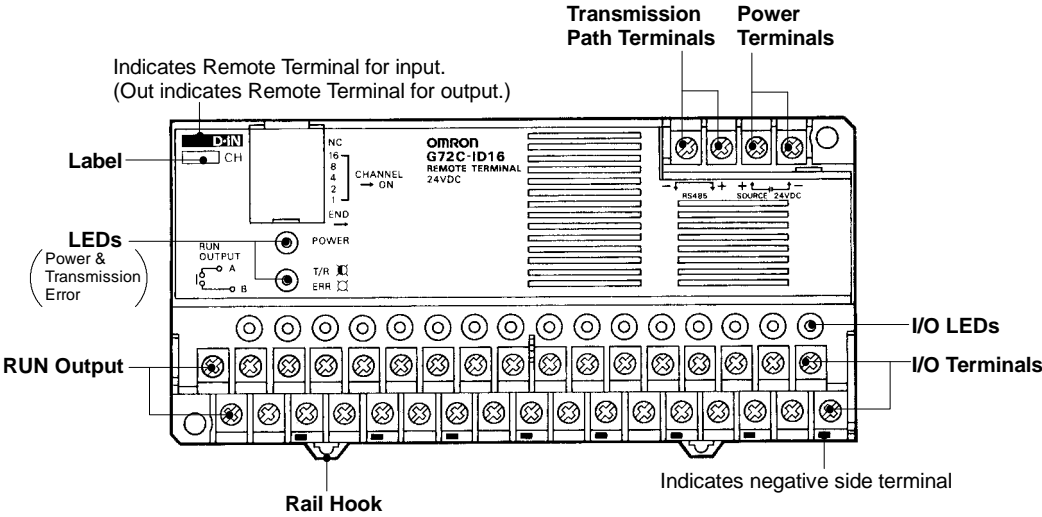 Transmission Path Terminals
Power Terminals
Indicates Remote Terminal for input.
(Out indicates Remote Terminal for output.)
D-iN
Label
CH
NC
16
8
4
2
1
CHANNEL
→ ON
END
→
OMRON
G72C-ID16
REMOTE TERMINAL
24VDC
− +
RS485
+ −
SOURCE 24VDC
LEDs
(Power &
Transmission
Error)
POWER
RUN
OUTPUT
A
B
T/R
ERR
I/O LEDs
RUN Output
I/O Terminals
Indicates negative side terminal
Rail Hook